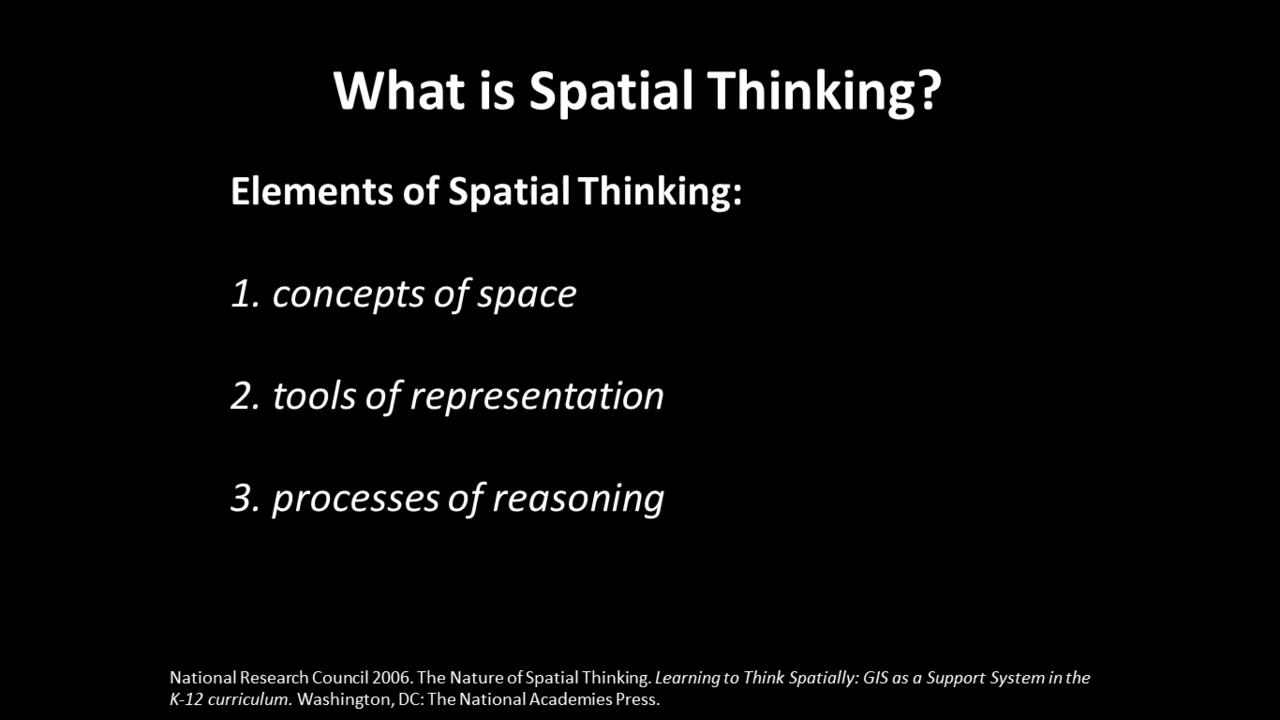 What is Spatial Thinking?
Elements of Spatial Thinking:
1. concepts of space
2. tools of representation
3. processes of reasoning
National Research Council 2006. The Nature of Spatial Thinking. Learning to Think Spatially: GIS as a Support System in the
K-12 curriculum. Washington, DC: The National Academies Press.